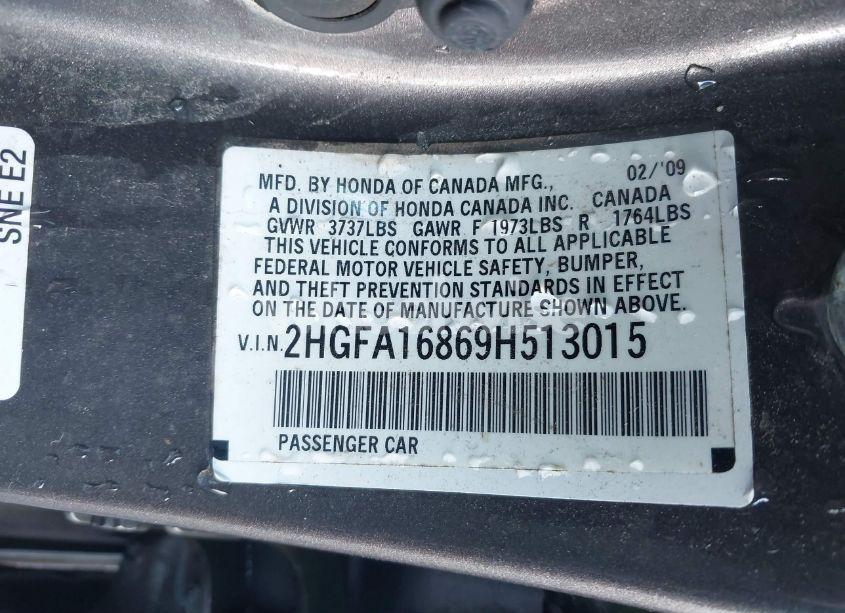 SNE E2
MFD. BY HONDA OF CANADA MFG., 02/'09
A DIVISION OF HONDA CANADA INC. CANADA
GVWR 3737LBS GAWR F 1973LBS R 1764LBS
THIS VEHICLE CONFORMS TO ALL APPLICABLE
FEDERAL MOTOR VEHICLE SAFETY, BUMPER,
AND THEFT PREVENTION STANDARDS IN EFFECT
ON THE DATE OF MANUFACTURE SHOWN ABOVE.
V.I.N. 2HGFA16869H513015
PASSENGER CAR